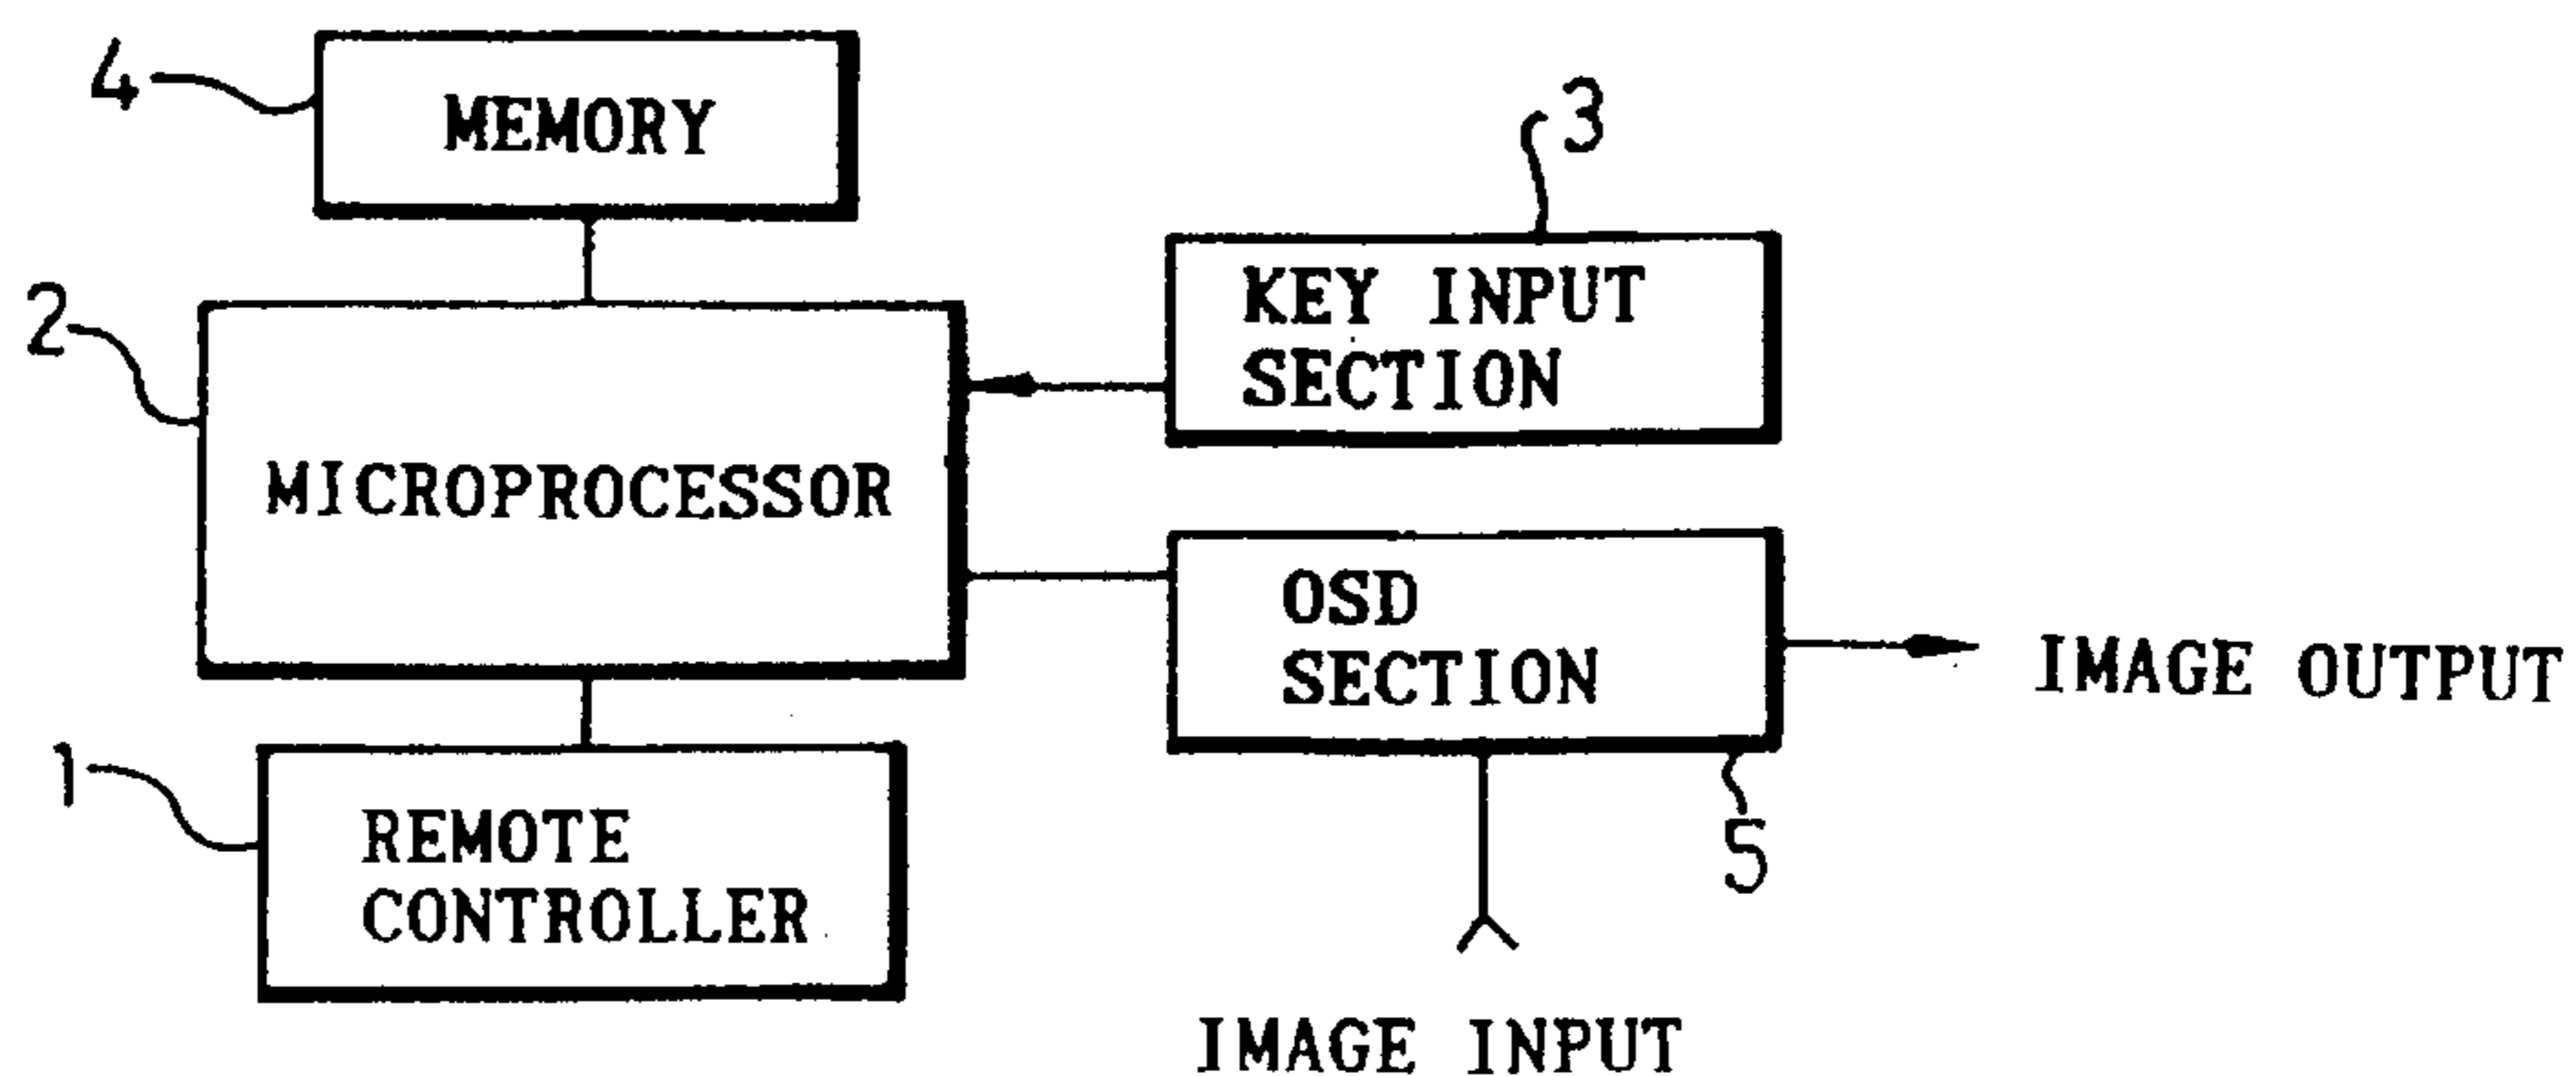 4
MEMORY
3
KEY INPUT
SECTION
2
MICROPROCESSOR
OSD
SECTION
IMAGE OUTPUT
1
REMOTE
CONTROLLER
5
IMAGE INPUT